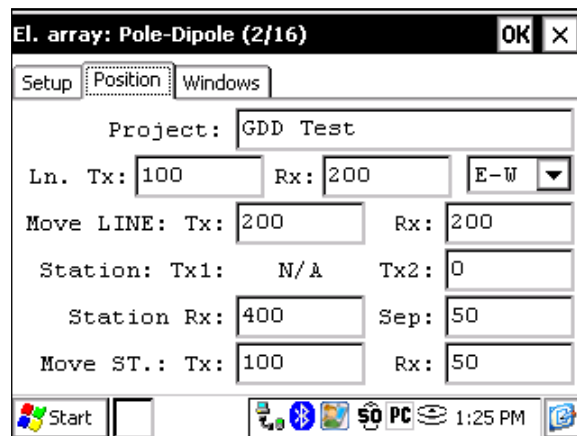 El. array: Pole-Dipole (2/16) OK ×
Setup Position Windows
Project: GDD Test
Ln. Tx: 100 Rx: 200 E-W
Move LINE: Tx: 200 Rx: 200
Station: Tx1: N/A Tx2: 0
Station Rx: 400 Sep: 50
Move ST.: Tx: 100 Rx: 50
Start 50 PC 1:25 PM